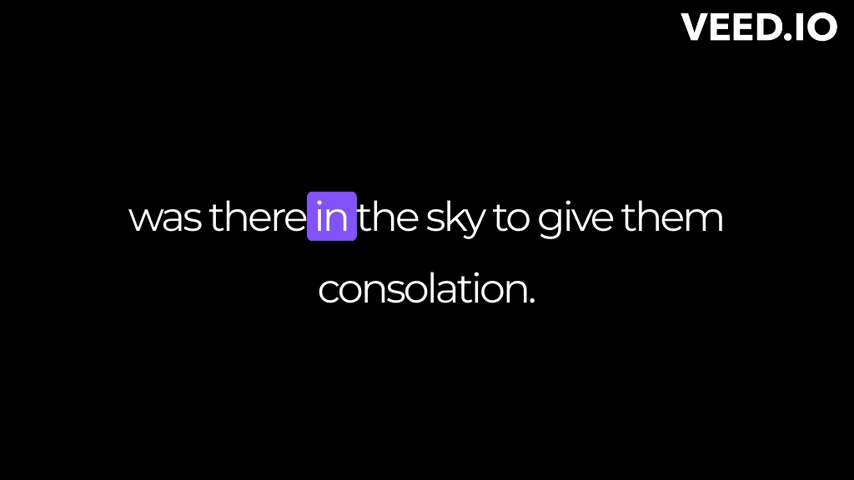 VEED.IO
was there in the sky to give them
consolation.